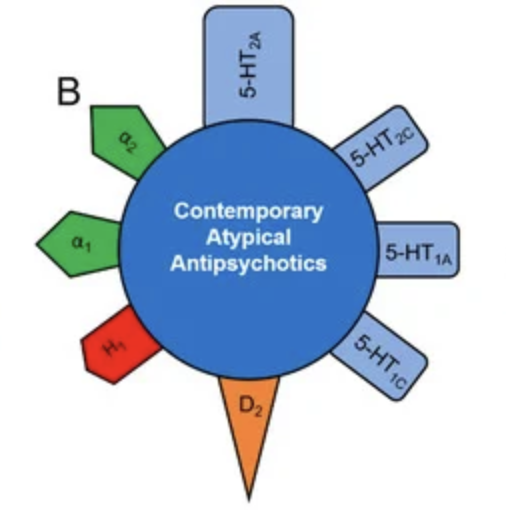 B
5-HT2A
α2
5-HT2C
Contemporary
Atypical
Antipsychotics
α1
5-HT1A
H1
5-HT1C
D2